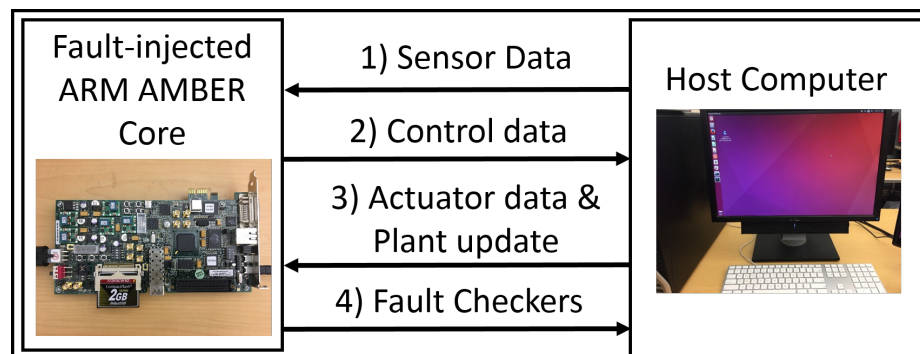 Fault-injected
ARM AMBER
Core
1) Sensor Data
2) Control data
3) Actuator data &
Plant update
4) Fault Checkers
Host Computer
2GB